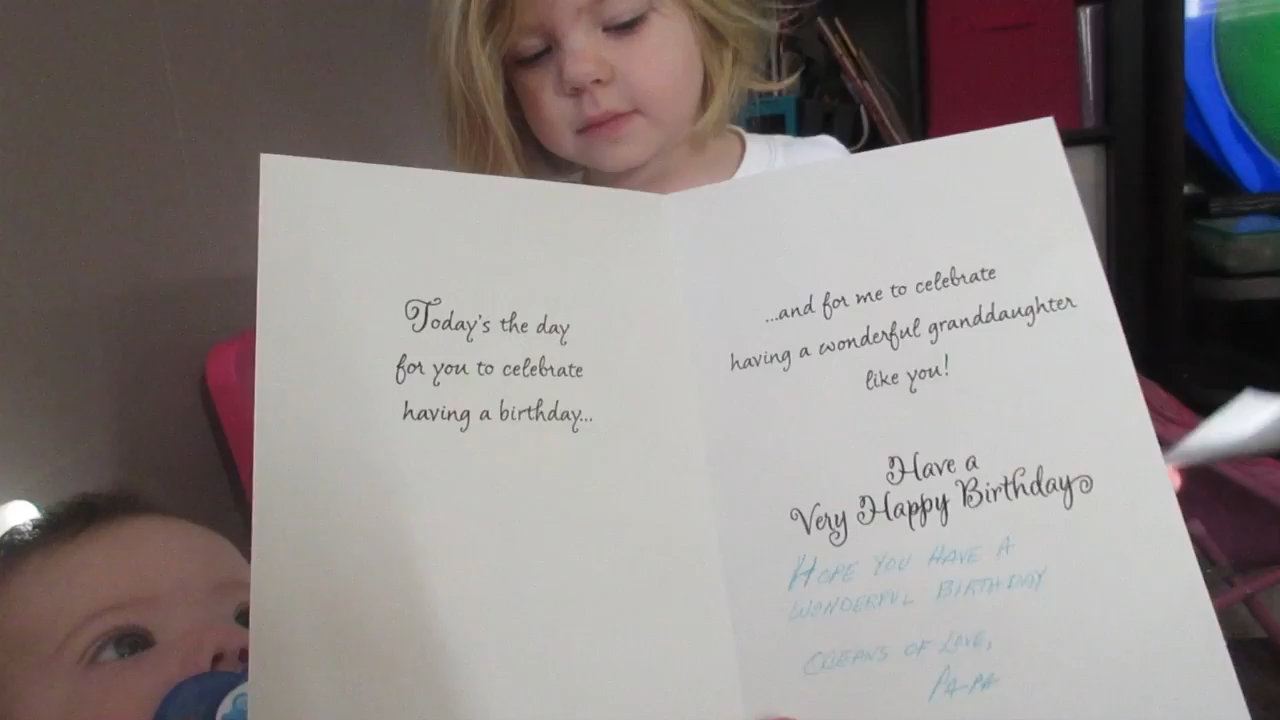 Today's the day
for you to celebrate
having a birthday...
...and for me to celebrate
having a wonderful granddaughter
like you!
Have a
Very Happy Birthday
HOPE YOU HAVE A
WONDERFUL BIRTHDAY
OCEANS OF LOVE,
PA-PA